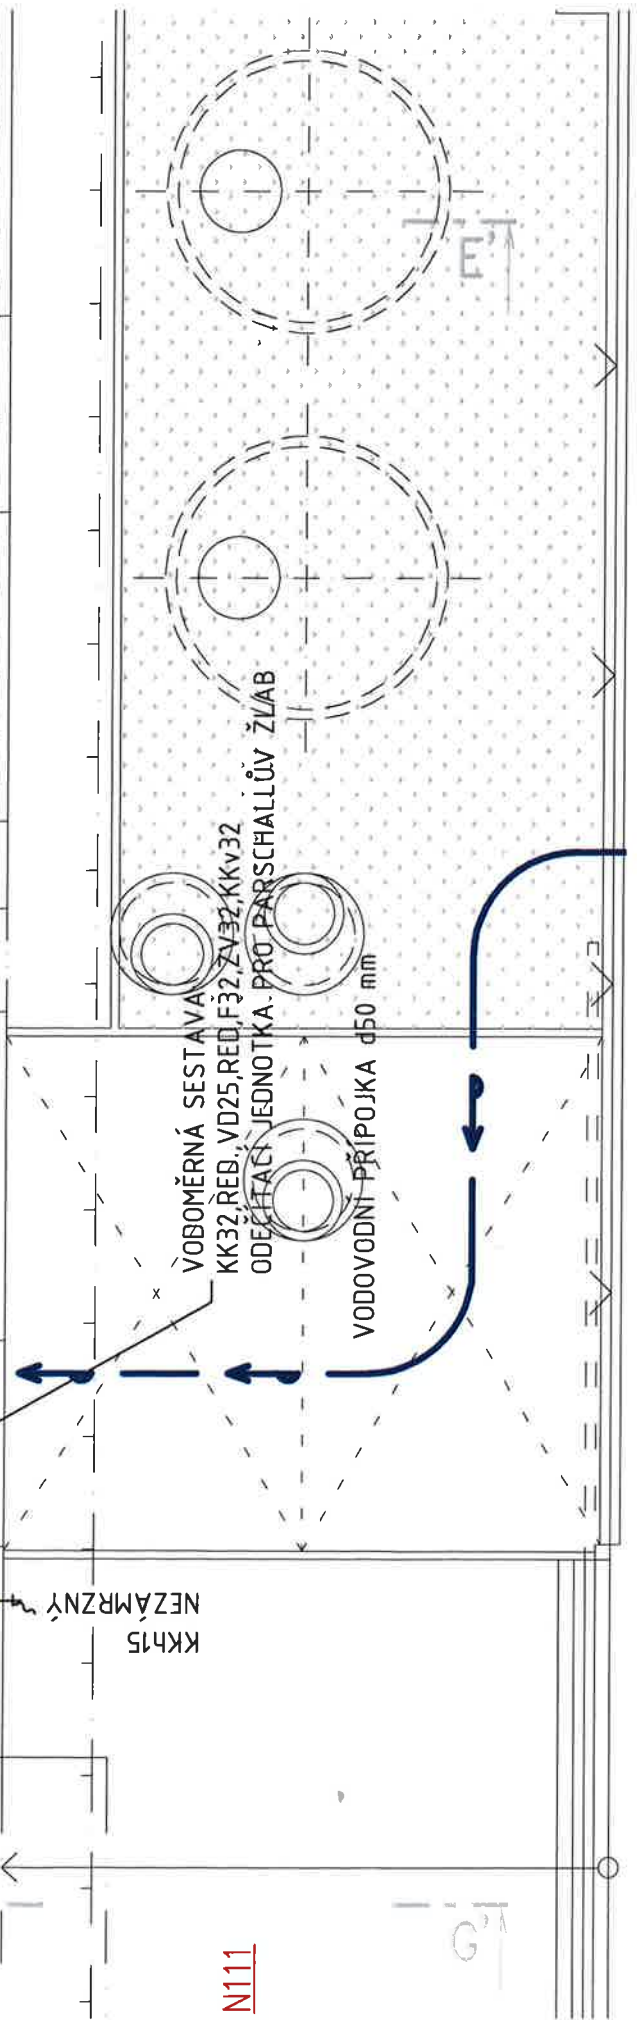 VODOMĚRNÁ SESTAVA
KK32,RED.,VD25,RED,F32,ZV32,KKv32
ODEČÍTACÍ JEDNOTKA PRO PARSCHALLŮV ŽLAB
VODOVODNÍ PŘÍPOJKA d50 mm
KKh15
NEZÁMRZNÝ
E'
G'
N111